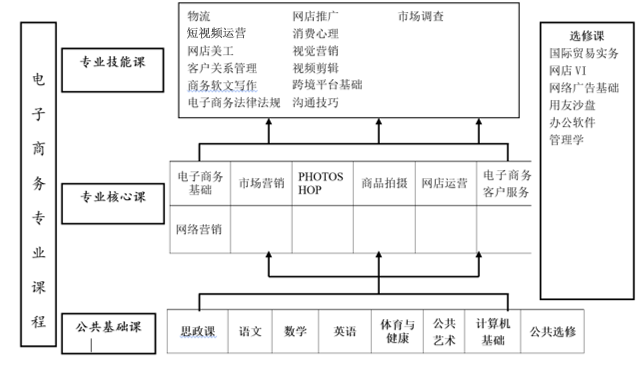 电子商务专业课程
专业技能课
物流 网店推广 市场调查
短视频运营 消费心理
网店美工 视觉营销
客户关系管理 视频剪辑
商务软文写作 跨境平台基础
电子商务法律法规 沟通技巧
选修课
国际贸易实务
网店 VI
网络广告基础
用友沙盘
办公软件
管理学
专业核心课
电子商务
基础
市场营销
PHOTOS
HOP
商品拍摄
网店运营
电子商务
客户服务
网络营销
公共基础课
思政课
语文
数学
英语
体育与
健康
公共
艺术
计算机
基础
公共选修